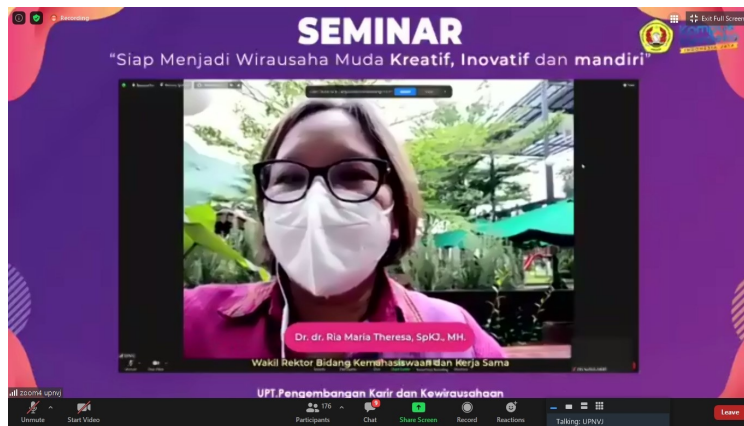 Recording
SEMINAR
Exit Full Screen
"Siap Menjadi Wirausaha Muda Kreatif, Inovatif dan mandiri"
Dr. dr. Ria Maria Theresa, SpKJ., MH.
Wakil Rektor Bidang Kemahasiswaan dan Kerja Sama
UPT.Pengembangan Karir dan Kewirausahaan
zoom4 upnvj
176
Unmute
Start Video
Participants
Chat
Share Screen
Record
Reactions
Talking: UPNVJ
Leave